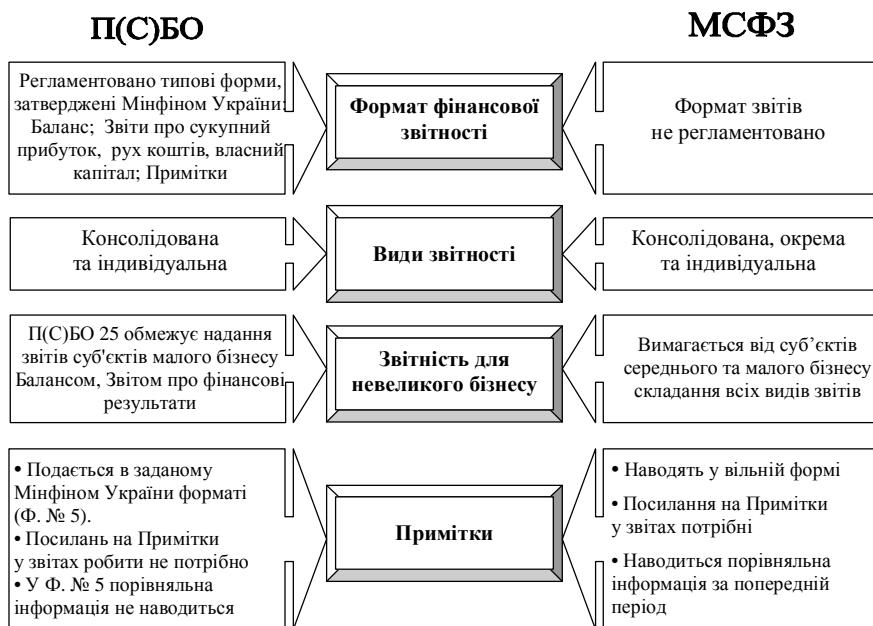 П(С)БО
МСФЗ
Регламентовано типові форми,
затверджені Мінфіном України:
Баланс; Звіти про сукупний
прибуток, рух коштів, власний
капітал; Примітки
Формат фінансової
звітності
Формат звітів
не регламентовано
Консолідована
та індивідуальна
Види звітності
Консолідована, окрема
та індивідуальна
П(С)БО 25 обмежує надання
звітів суб'єктів малого бізнесу
Балансом, Звітом про фінансові
результати
Звітність для
невеликого бізнесу
Вимагається від суб’єктів
середнього та малого бізнесу
складання всіх видів звітів
• Подається в заданому
Мінфіном України форматі
(Ф. № 5).
• Посилань на Примітки
у звітах робити не потрібно
• У Ф. № 5 порівняльна
інформація не наводиться
Примітки
• Наводять у вільній формі
• Посилання на Примітки
у звітах потрібні
• Наводиться порівняльна
інформація за попередній
період